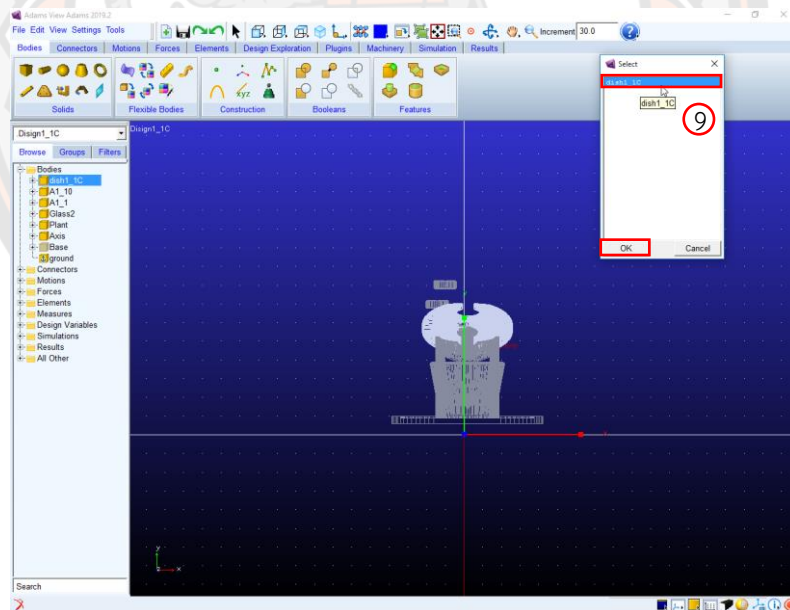 Adams View Adams 2019.2
File Edit View Settings Tools
Increment 30.0
Bodies Connectors Motions Forces Elements Design Exploration Plugins Machinery Simulation Results
xyz
Solids Flexible Bodies Construction Booleans Features
.Disign1_1C
Browse Groups Filters
Bodies
dish1_1C
A1_10
A1_1
Glass2
Plant
Axis
Base
ground
Connectors
Motions
Forces
Elements
Measures
Design Variables
Simulations
Results
All Other
Search
Disign1_1C
y
x
Select
dish1_1C
dish1_1C
9
OK Cancel